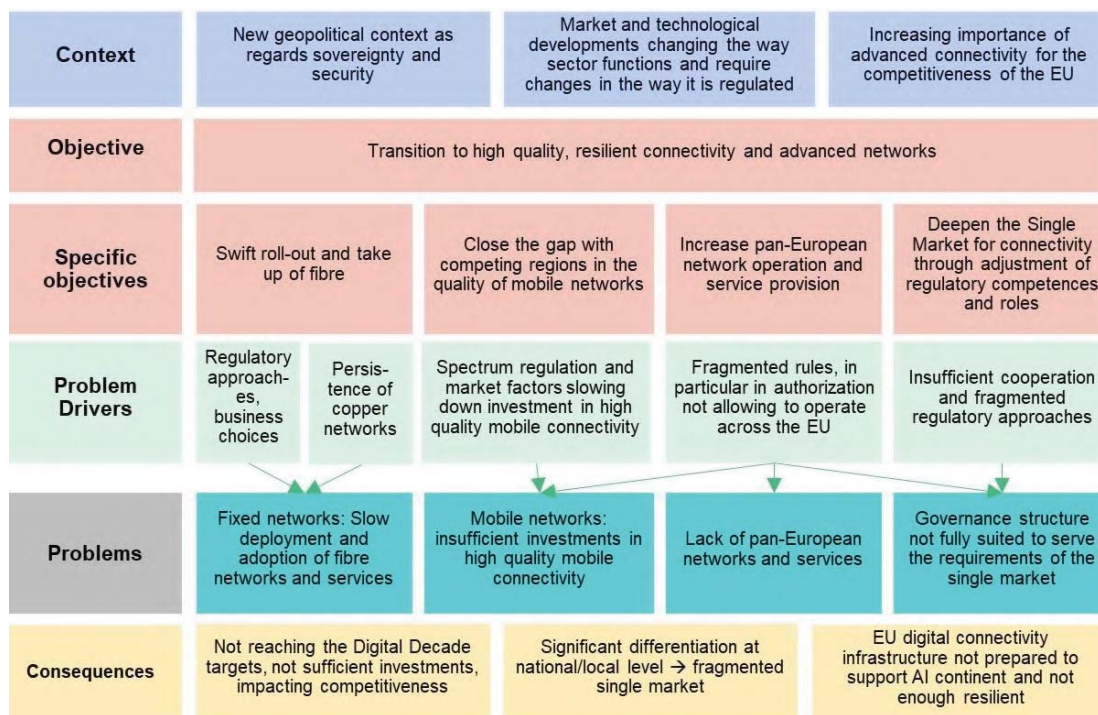 Context
New geopolitical context as
regards sovereignty and
security
Market and technological
developments changing the way
sector functions and require
changes in the way it is regulated
Increasing importance of
advanced connectivity for the
competitiveness of the EU
Objective
Transition to high quality, resilient connectivity and advanced networks
Specific
objectives
Swift roll-out and take
up of fibre
Close the gap with
competing regions in the
quality of mobile networks
Increase pan-European
network operation and
service provision
Deepen the Single
Market for connectivity
through adjustment of
regulatory competences
and roles
Problem
Drivers
Regulatory
approach-
es,
business
choices
Persis-
tence of
copper
networks
Spectrum regulation and
market factors slowing
down investment in high
quality mobile connectivity
Fragmented rules, in
particular in authorization
not allowing to operate
across the EU
Insufficient cooperation
and fragmented
regulatory approaches
Problems
Fixed networks: Slow
deployment and
adoption of fibre
networks and services
Mobile networks:
insufficient investments in
high quality mobile
connectivity
Lack of pan-European
networks and services
Governance structure
not fully suited to serve
the requirements of the
single market
Consequences
Not reaching the Digital Decade
targets, not sufficient investments,
impacting competitiveness
Significant differentiation at
national/local level → fragmented
single market
EU digital connectivity
infrastructure not prepared to
support AI continent and not
enough resilient